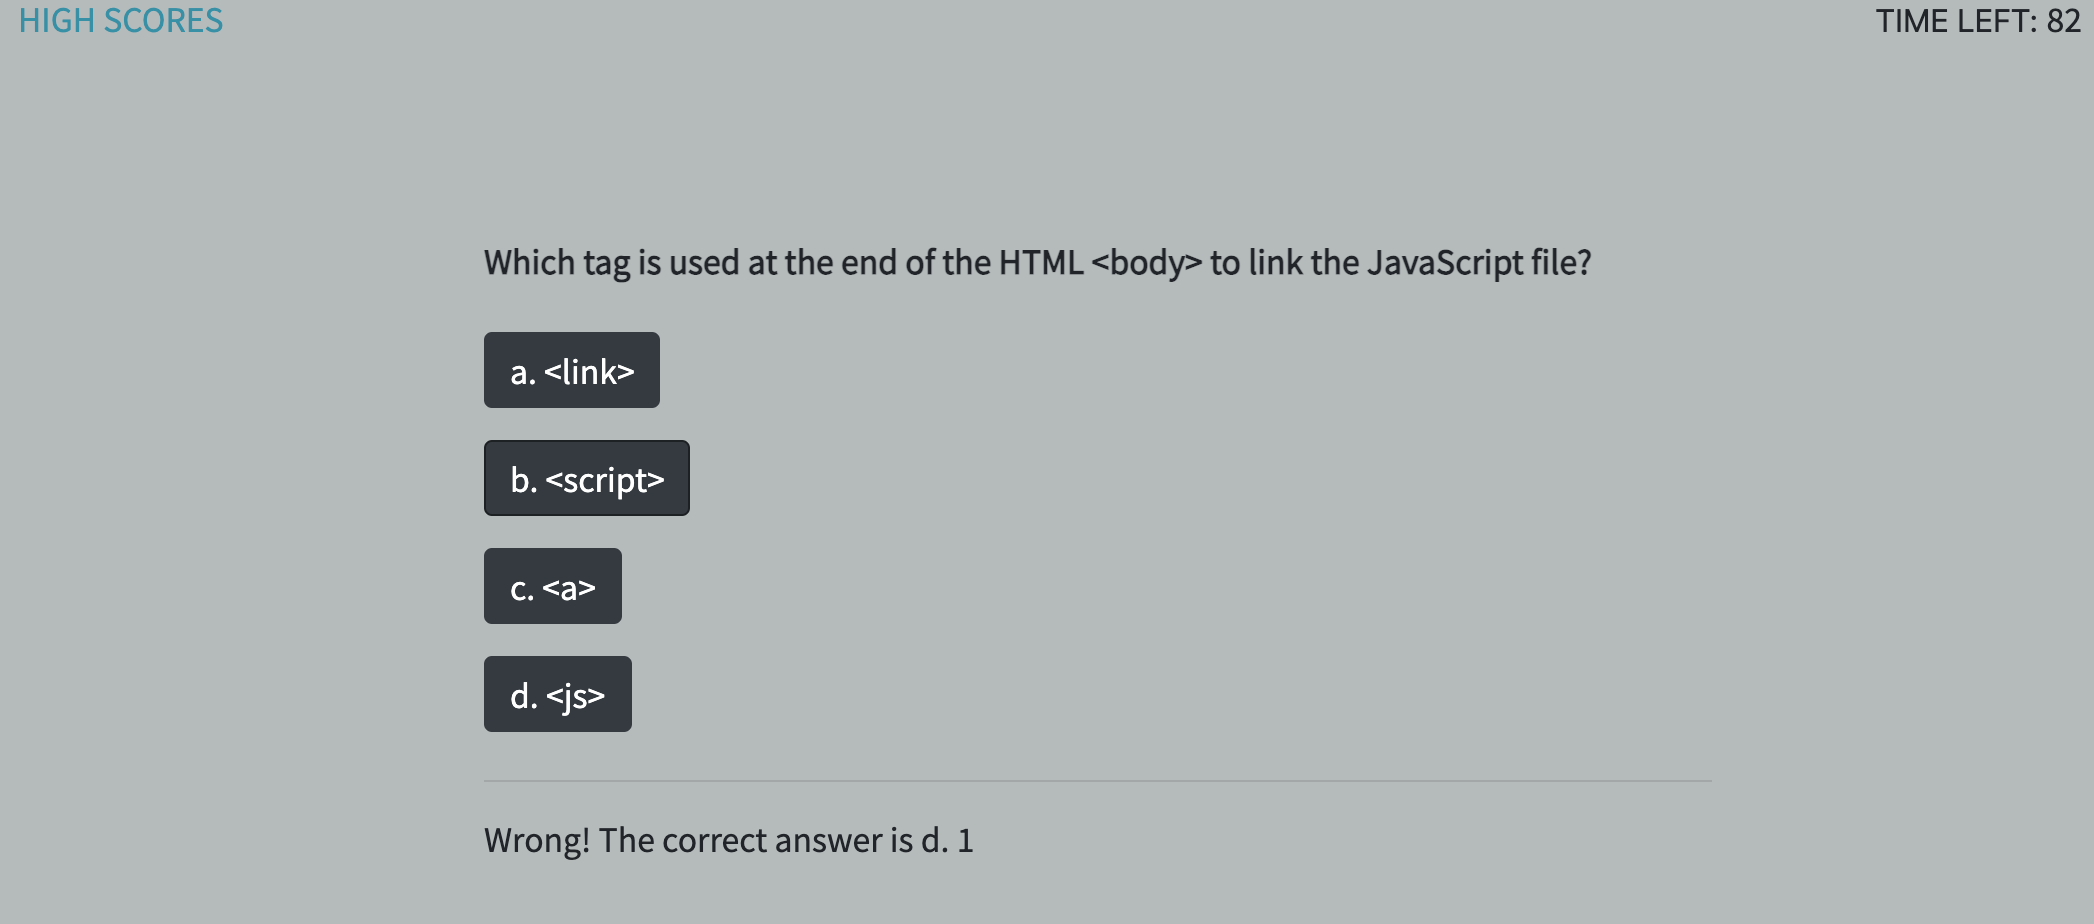 HIGH SCORES
TIME LEFT: 82
Which tag is used at the end of the HTML <body> to link the JavaScript file?
a. <link>
b. <script>
c. <a>
d. <js>
Wrong! The correct answer is d. 1